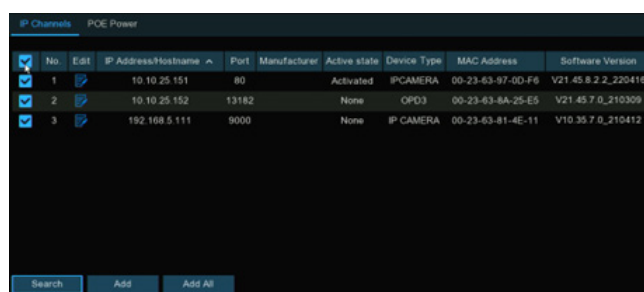 IP Channels POE Power
No. Edit IP Address/Hostname Port Manufacturer Active state Device Type MAC Address Software Version
1 10.10.25.151 80 Activated IPCAMERA 00-23-63-97-0D-F6 V21.45.8.2.2_220416
2 10.10.25.152 13182 None OPD3 00-23-63-8A-25-E5 V21.45.7.0_210309
3 192.168.5.111 9000 None IP CAMERA 00-23-63-81-4E-11 V10.35.7.0_210412
Search Add Add All